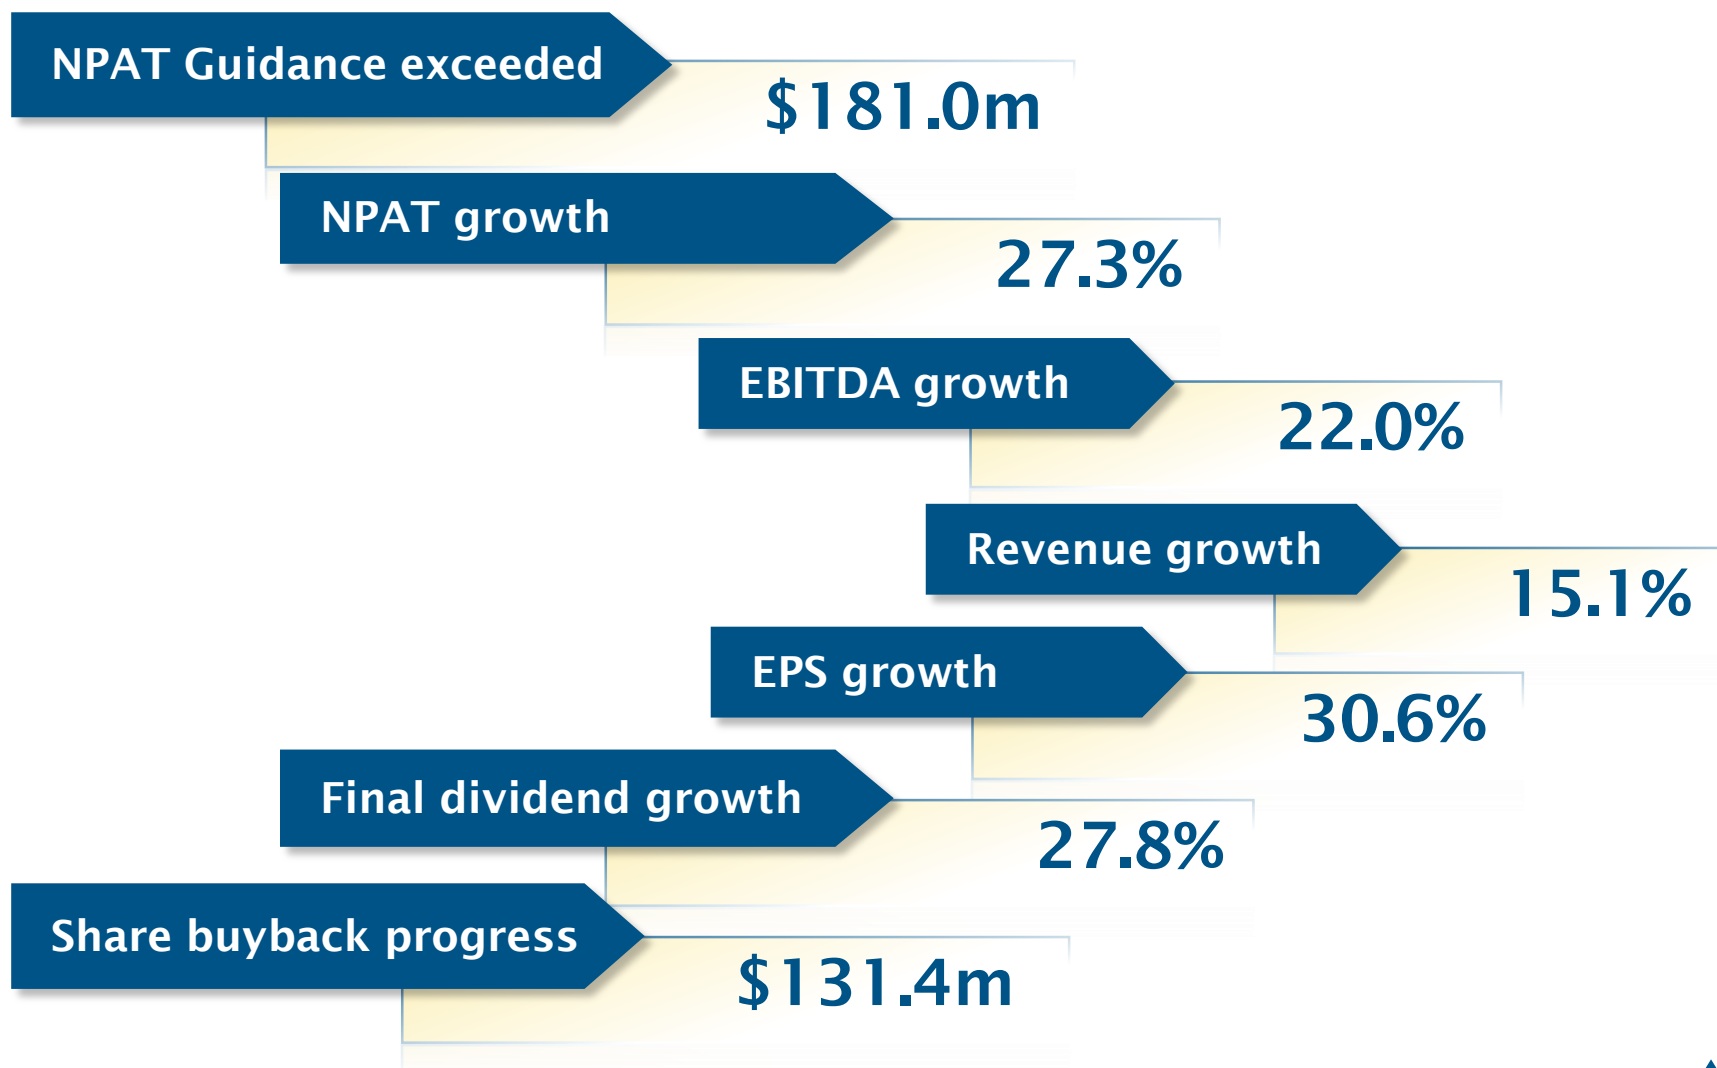 NPAT Guidance exceeded
$181.0m
NPAT growth
27.3%
EBITDA growth
22.0%
Revenue growth
15.1%
EPS growth
30.6%
Final dividend growth
27.8%
Share buyback progress
$131.4m